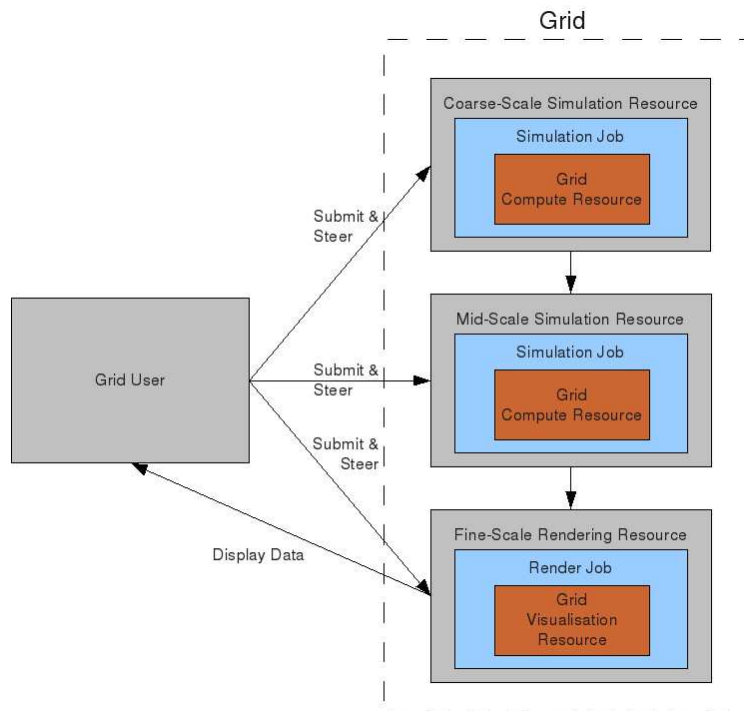 Grid
Coarse-Scale Simulation Resource
Simulation Job
Grid
Compute Resource
Submit &
Steer
Mid-Scale Simulation Resource
Simulation Job
Grid
Compute Resource
Grid User
Submit &
Steer
Submit &
Steer
Fine-Scale Rendering Resource
Render Job
Grid
Visualisation
Resource
Display Data